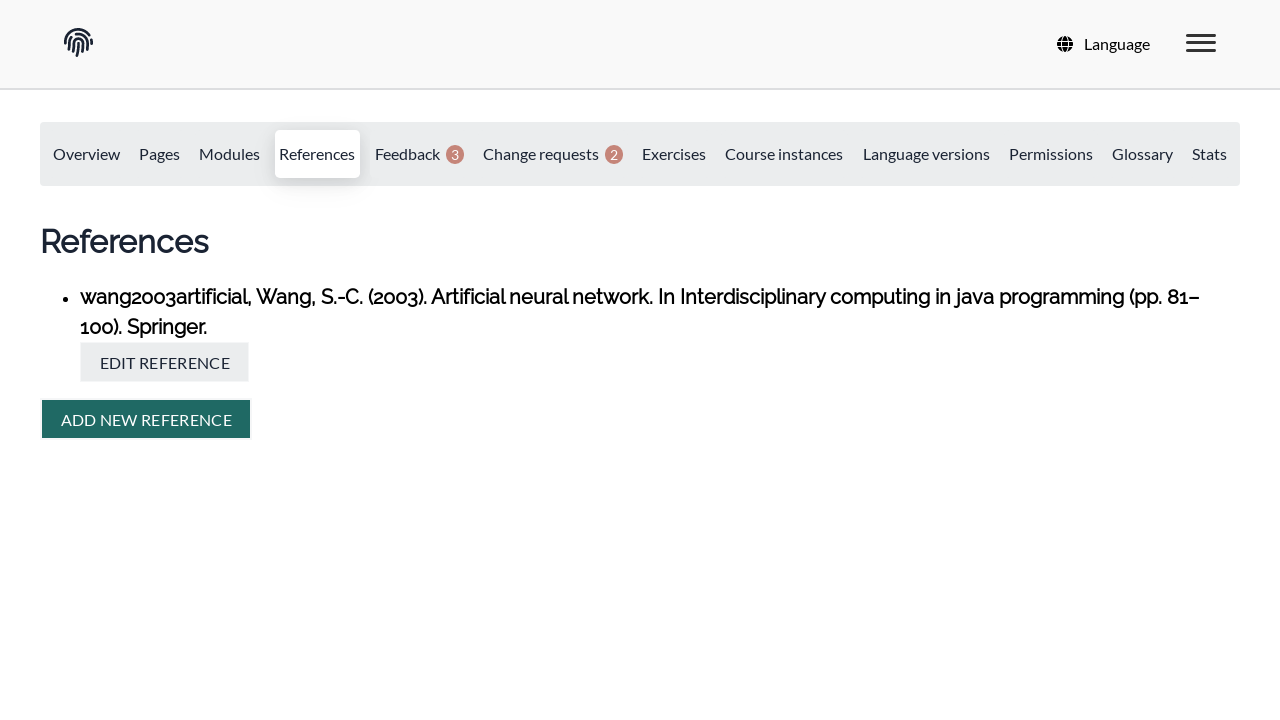 Language
Overview Pages Modules References Feedback 3 Change requests 2 Exercises Course instances Language versions Permissions Glossary Stats
References
wang2003artificial, Wang, S.-C. (2003). Artificial neural network. In Interdisciplinary computing in java programming (pp. 81–
100). Springer.
EDIT REFERENCE
ADD NEW REFERENCE